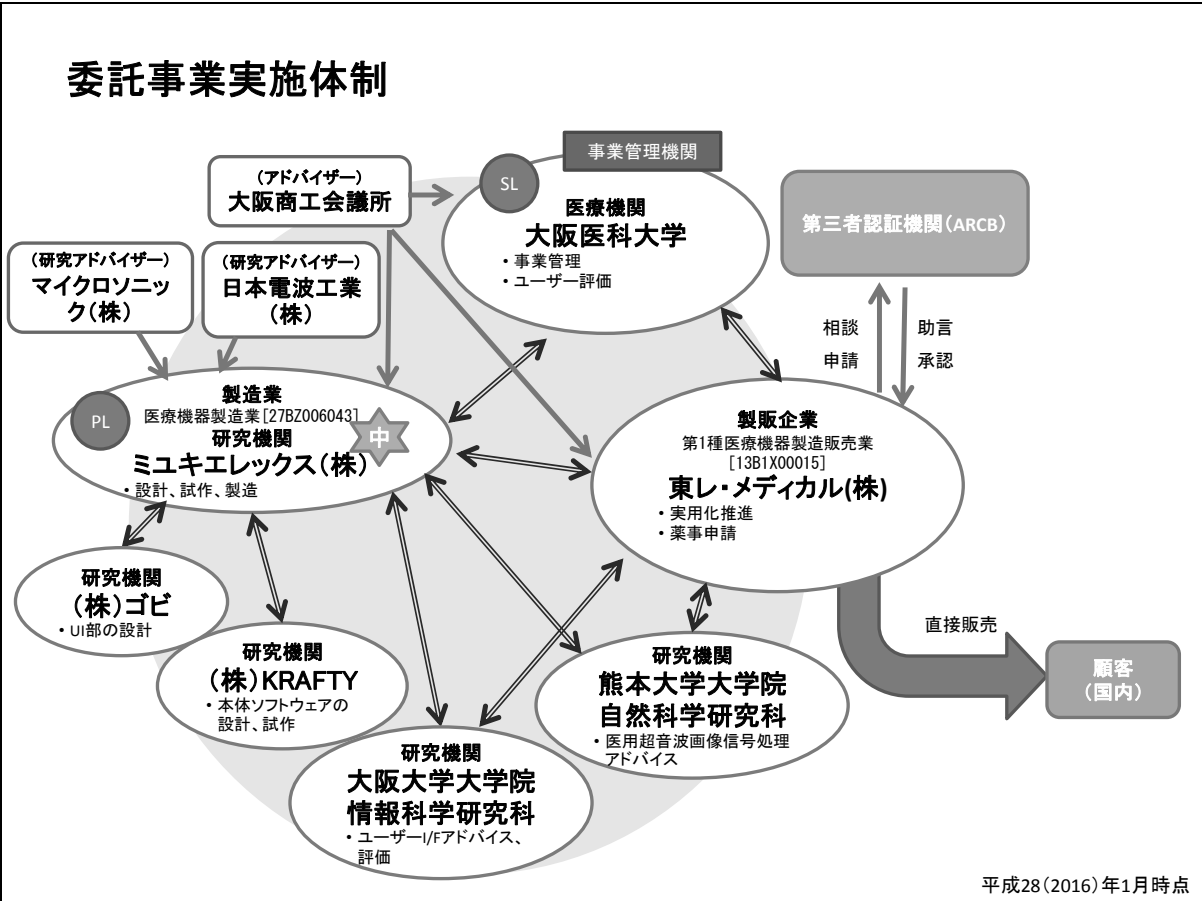 委託事業実施体制
事業管理機関
SL
医療機関
大阪医科大学
・事業管理
・ユーザー評価
(アドバイザー)
大阪商工会議所
第三者認証機関(ARCB)
(研究アドバイザー)
マイクロソニッ
ク(株)
(研究アドバイザー)
日本電波工業
(株)
相談
申請
助言
承認
PL
製造業
医療機器製造業[27BZ006043]
研究機関
中
ミユキエレックス(株)
・設計、試作、製造
製販企業
第1種医療機器製造販売業
[13B1X00015]
東レ・メディカル(株)
・実用化推進
・薬事申請
研究機関
(株)ゴビ
・UI部の設計
研究機関
(株)KRAFTY
・本体ソフトウェアの
設計、試作
研究機関
大阪大学大学院
情報科学研究科
・ユーザーI/Fアドバイス、
評価
研究機関
熊本大学大学院
自然科学研究科
・医用超音波画像信号処理
アドバイス
直接販売
顧客
(国内)
平成28(2016)年1月時点